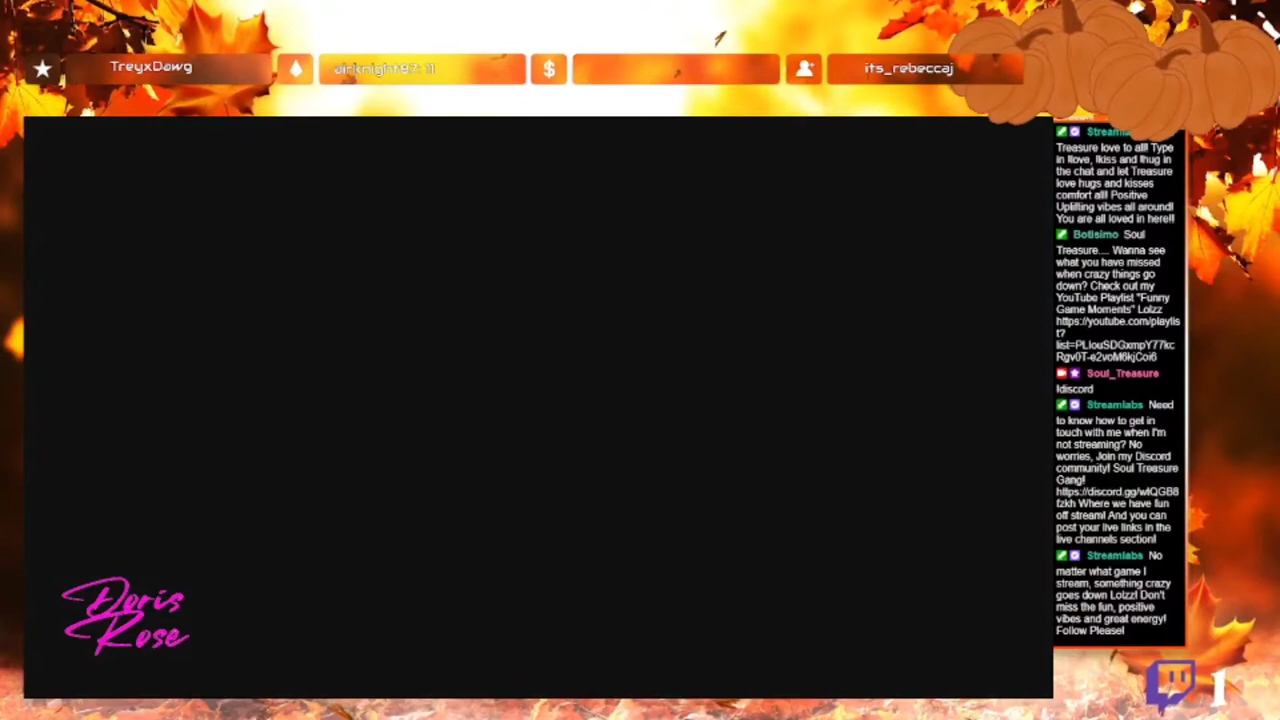 TreyxDawg
$
its_rebeccaj
Treasure love to all! Type
in !love, !kiss and !hug in
the chat and let Treasure
love hugs and kisses
comfort all! Positive
Uplifting vibes all around!
You are all loved in here!!
Botisimo Soul
Treasure.... Wanna see
what you have missed
when crazy things go
down? Check out my
YouTube Playlist "Funny
Game Moments" Lolzz
https://youtube.com/playlis
t?
Soul_Treasure
!discord
Streamlabs Need
to know how to get in
touch with me when I'm
not streaming? No
worries, Join my Discord
community! Soul Treasure
Gang!
fzkh Where we have fun
off stream! And you can
post your live links in the
live channels section!
Streamlabs No
matter what game I
stream, something crazy
goes down Lolzz! Don't
miss the fun, positive
vibes and great energy!
Follow Please!
Doris
Rose
1